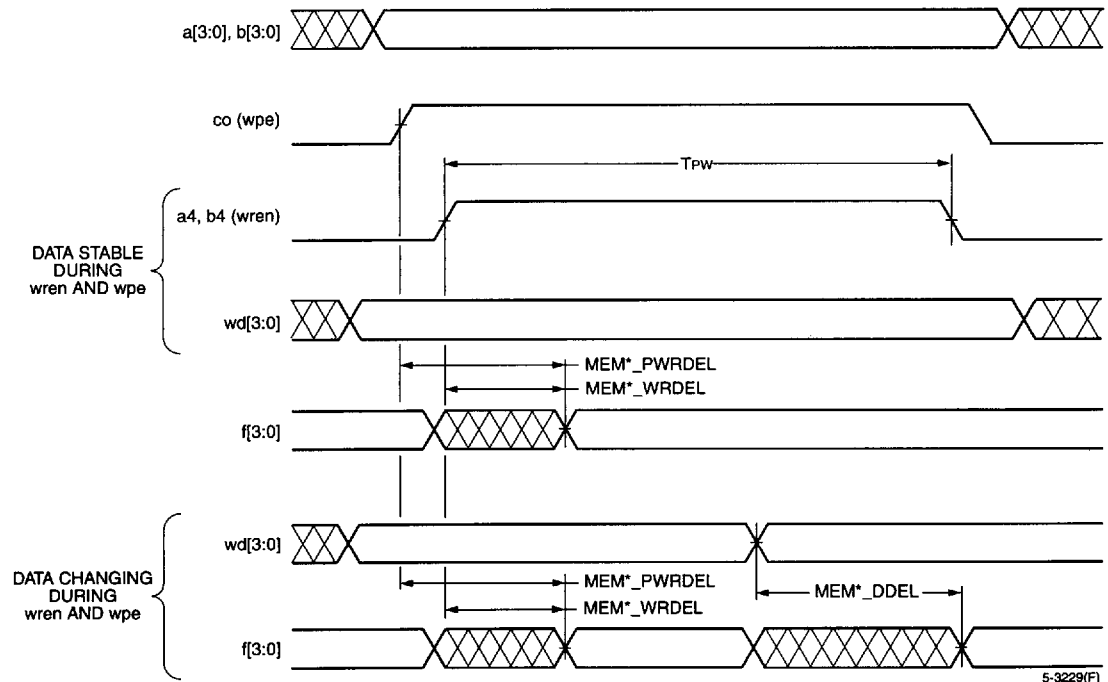 a[3:0], b[3:0]
co (wpe)
TPW
a4, b4 (wren)
DATA STABLE
DURING
wren AND wpe
wd[3:0]
MEM*_PWRDEL
MEM*_WRDEL
f[3:0]
wd[3:0]
DATA CHANGING
DURING
wren AND wpe
MEM*_PWRDEL
MEM*_DDEL
MEM*_WRDEL
f[3:0]
5-3229(F)